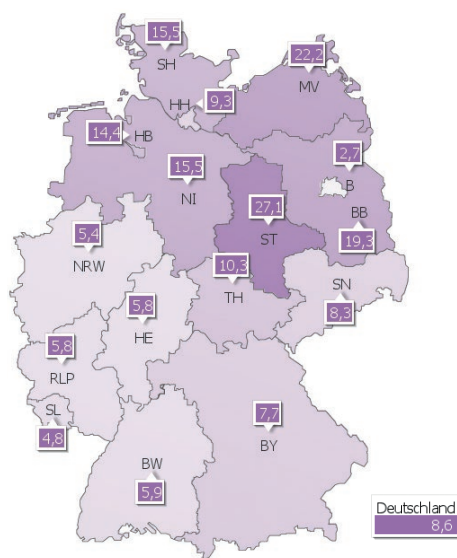 15,5
SH
22,2
MV
HH
9,3
14,4
HB
2,7
B
15,5
NI
BB
19,3
27,1
ST
5,4
NRW
10,3
TH
SN
8,3
5,8
HE
5,8
RLP
SL
4,8
7,7
BY
BW
5,9
Deutschland
8,6